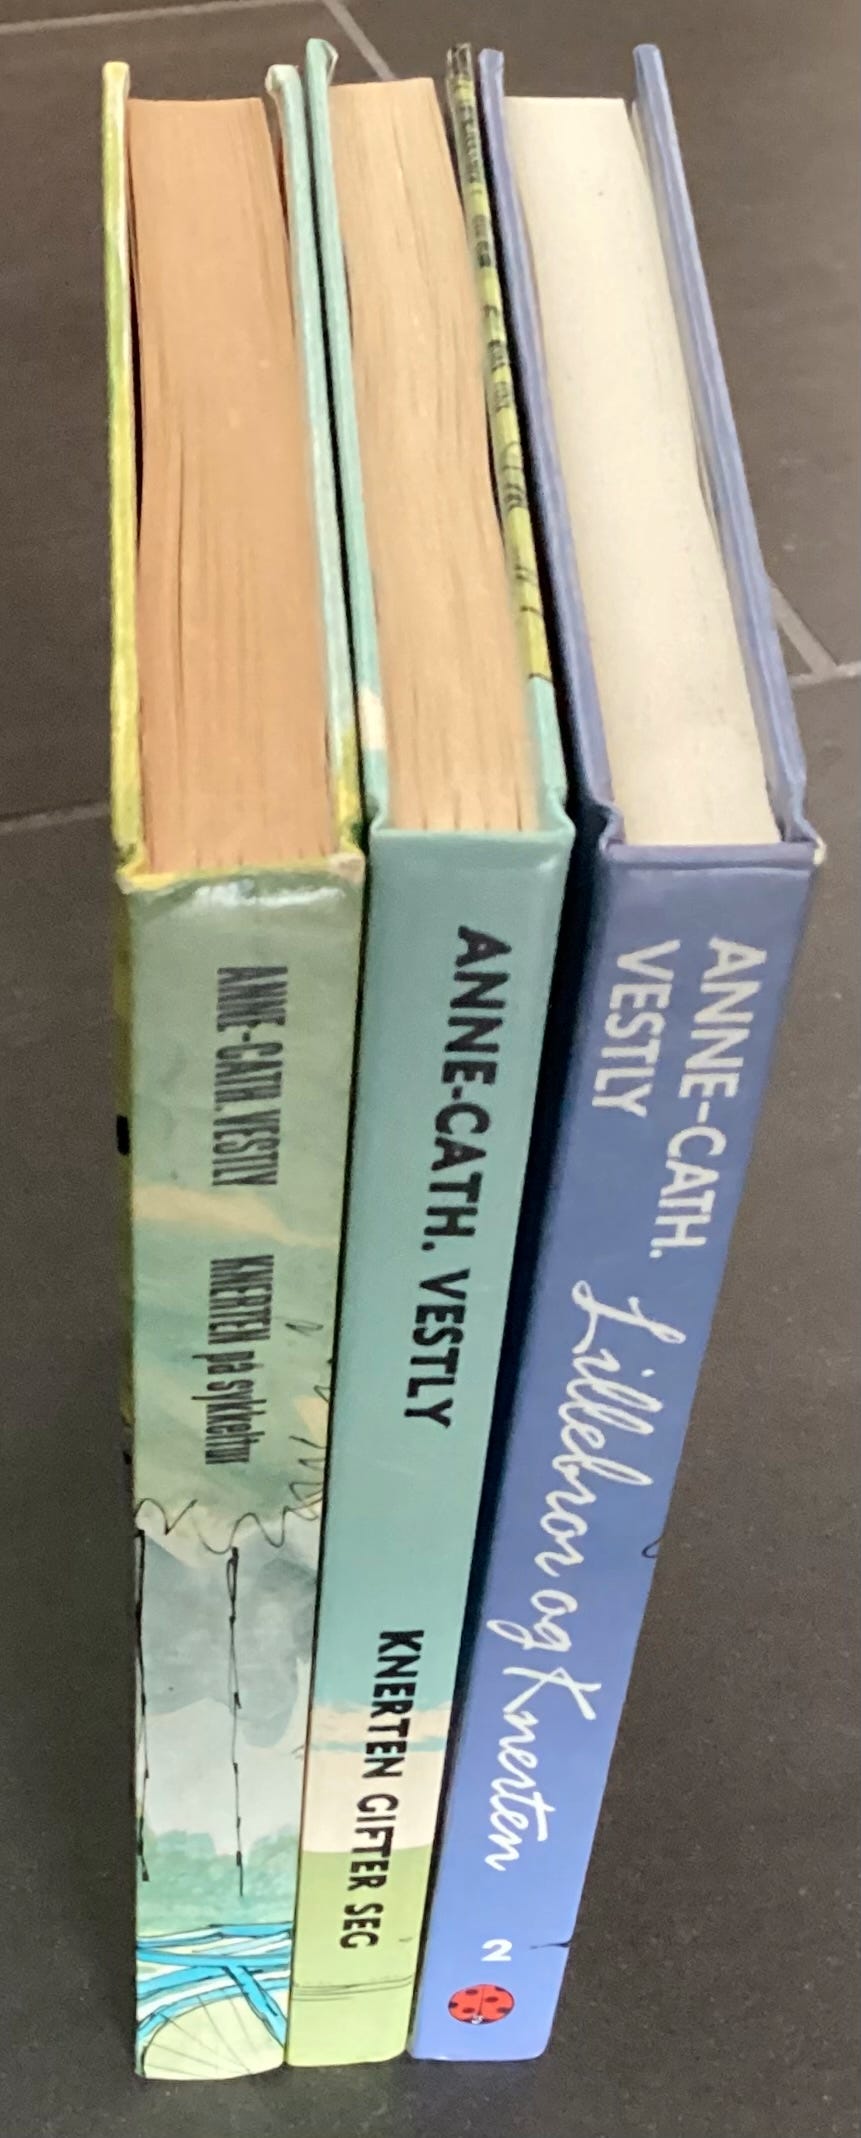 ANNE-CATH. VESTLY KNERTEN på sykkeltur
ANNE-CATH. VESTLY KNERTEN GIFTER SEG
ANNE-CATH.
VESTLY
Lillebror og Knerten
2